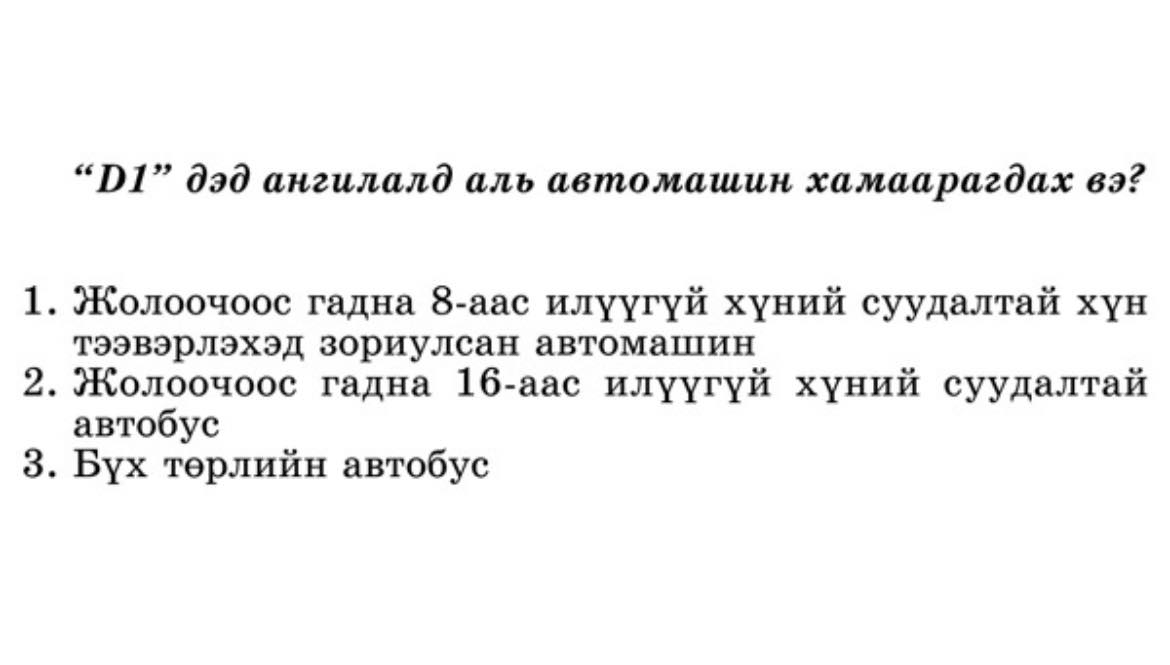 “D1” дэд ангилалд аль автомашин хамаарагдах вэ?
1. Жолоочоос гадна 8-аас илүүгүй хүний суудалтай хүн
тээвэрлэхэд зориулсан автомашин
2. Жолоочоос гадна 16-аас илүүгүй хүний суудалтай
автобус
3. Бүх төрлийн автобус